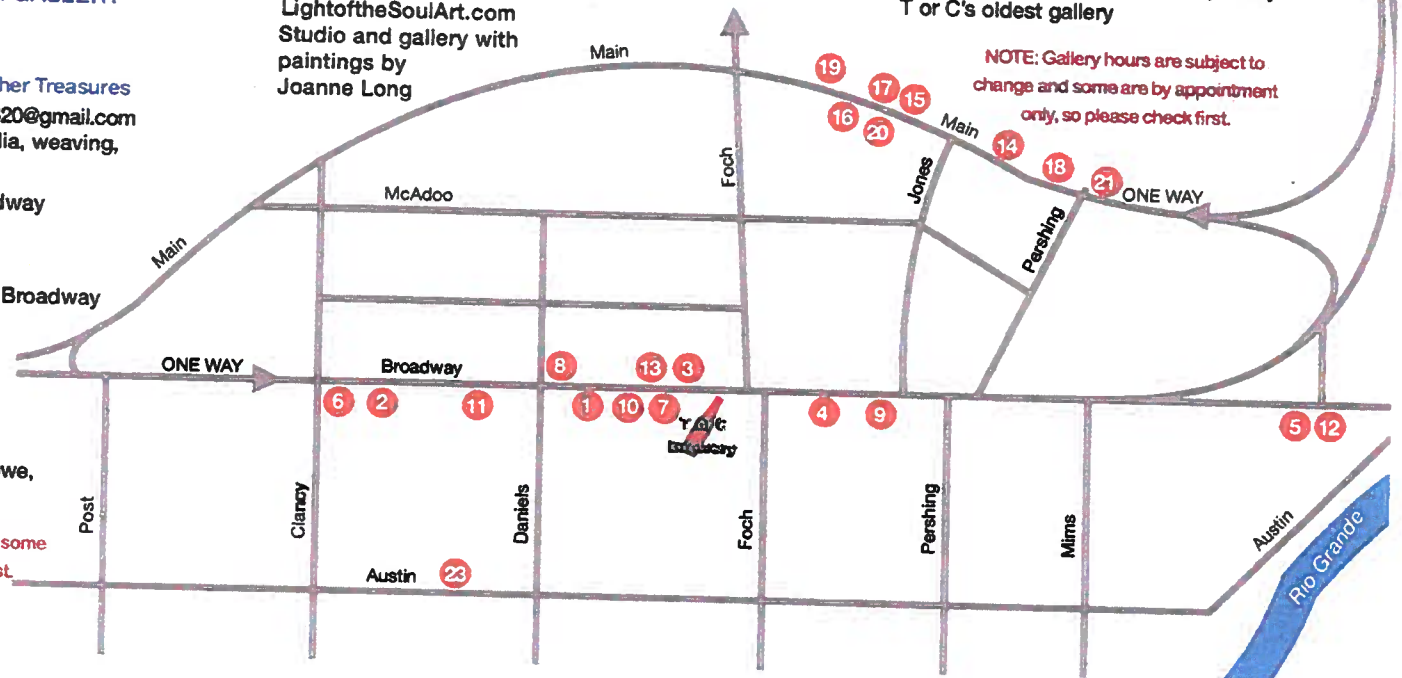 LightoftheSoulArt.com
Studio and gallery with
paintings by
Joanne Long
T or C's oldest gallery
NOTE: Gallery hours are subject to
change and some are by appointment
only, so please check first.
her Treasures
20@gmail.com
lia, weaving,
dway
Broadway
we,
some
st.
Main
Main
Main
McAdoo
Foch
Jones
Pershing
ONE WAY
ONE WAY
Broadway
19
17
15
16
20
14
18
21
8
13
3
6
2
11
1
10
7
4
9
5
12
Post
Clancy
Daniels
Foch
Pershing
Mims
Austin
Austin
23
Rio Grande